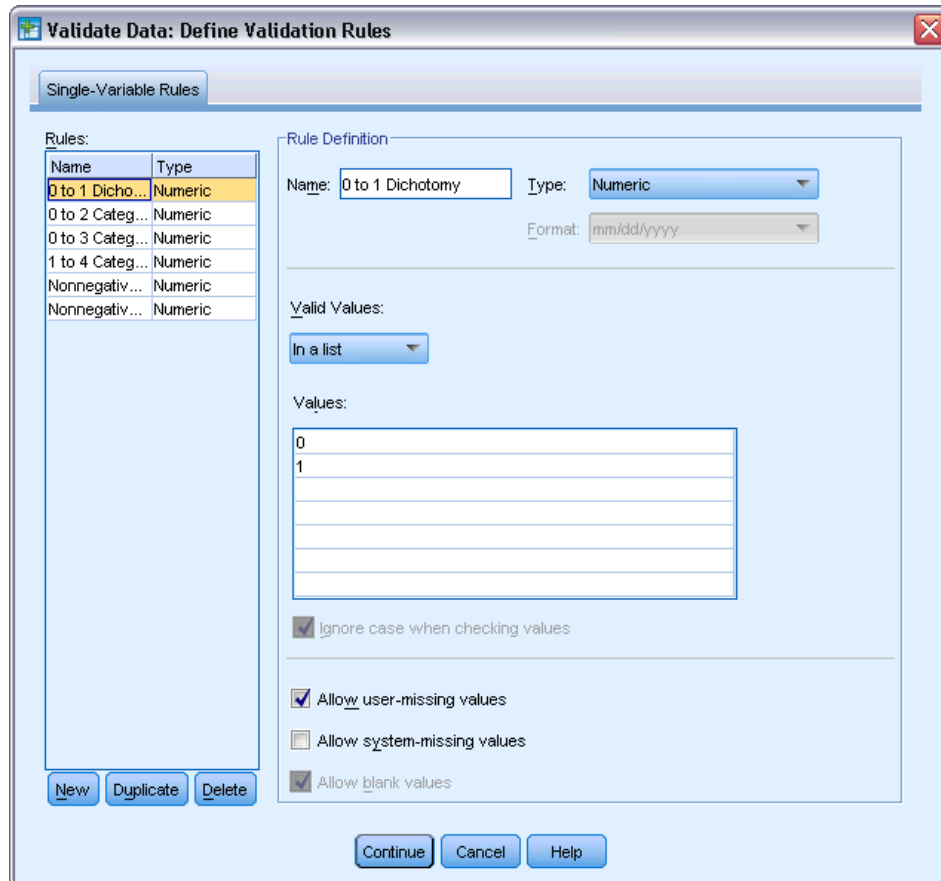 Validate Data: Define Validation Rules
Single-Variable Rules
Rules:
Name Type
0 to 1 Dicho... Numeric
0 to 2 Categ... Numeric
0 to 3 Categ... Numeric
1 to 4 Categ... Numeric
Nonnegativ... Numeric
Nonnegativ... Numeric
New Duplicate Delete
Rule Definition
Name: 0 to 1 Dichotomy Type: Numeric
Format: mm/dd/yyyy
Valid Values:
In a list
Values:
0
1
Ignore case when checking values
Allow user-missing values
Allow system-missing values
Allow blank values
Continue Cancel Help